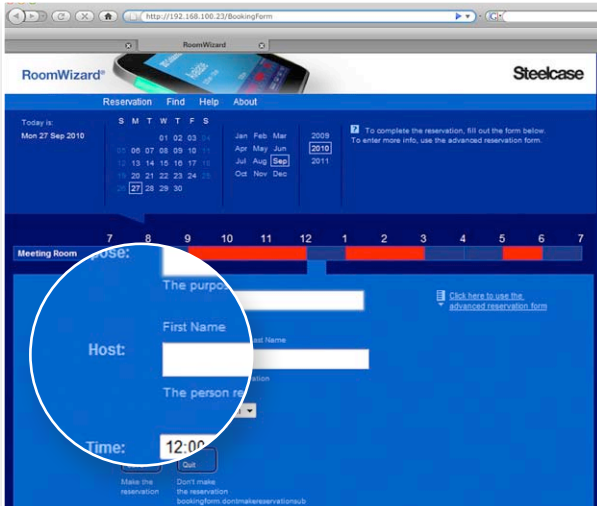 http://192.168.100.23/BookingForm
RoomWizard
RoomWizard®
Steelcase
Reservation Find Help About
Today is:
Mon 27 Sep 2010
S M T W T F S
01 02 03 04
05 06 07 08 09 10 11
12 13 14 15 16 17 18
19 20 21 22 23 24 25
26 27 28 29 30
Jan Feb Mar
Apr May Jun
Jul Aug Sep
Oct Nov Dec
2009
2010
2011
? To complete the reservation, fill out the form below.
To enter more info, use the advanced reservation form.
7 8 9 10 11 12 1 2 3 4 5 6 7
Meeting Room
pose:
The purpo
Click here to use the
advanced reservation form
First Name
ast Name
Host:
ation
The person re
Time:
12:00
Quit
Make the
reservation
Don't make
the reservation
bookingform.dontmakereservationsub